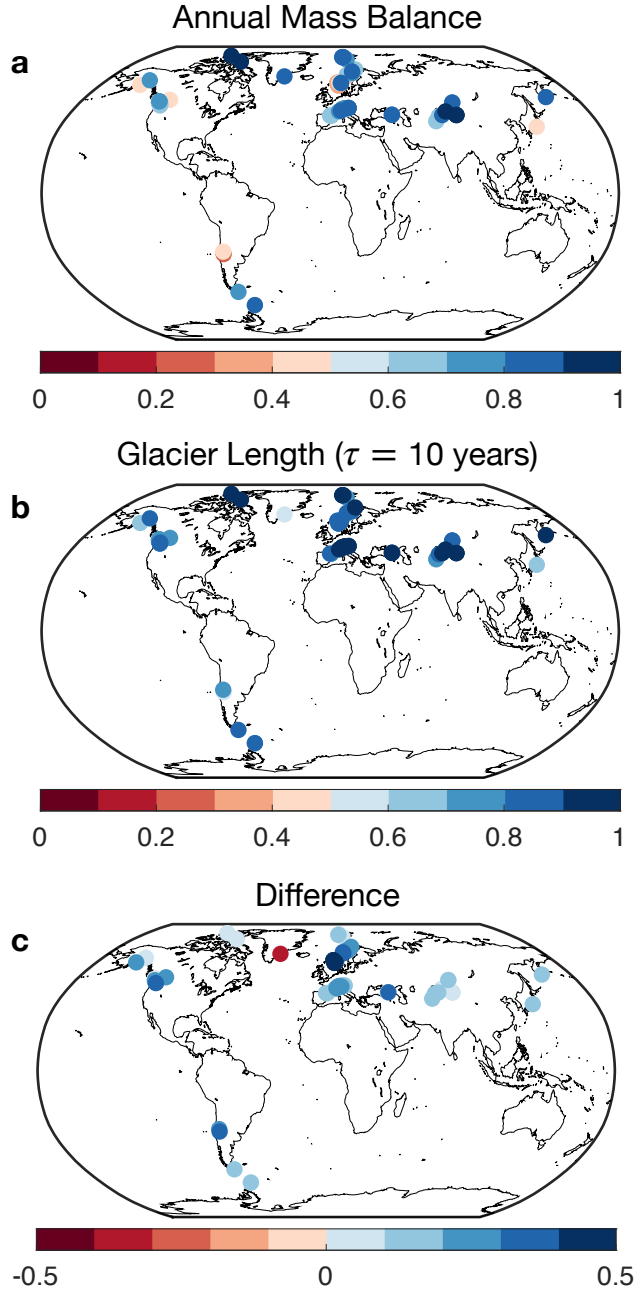 Annual Mass Balance
a
0 0.2 0.4 0.6 0.8 1
Glacier Length (τ = 10 years)
b
0 0.2 0.4 0.6 0.8 1
Difference
c
-0.5 0 0.5